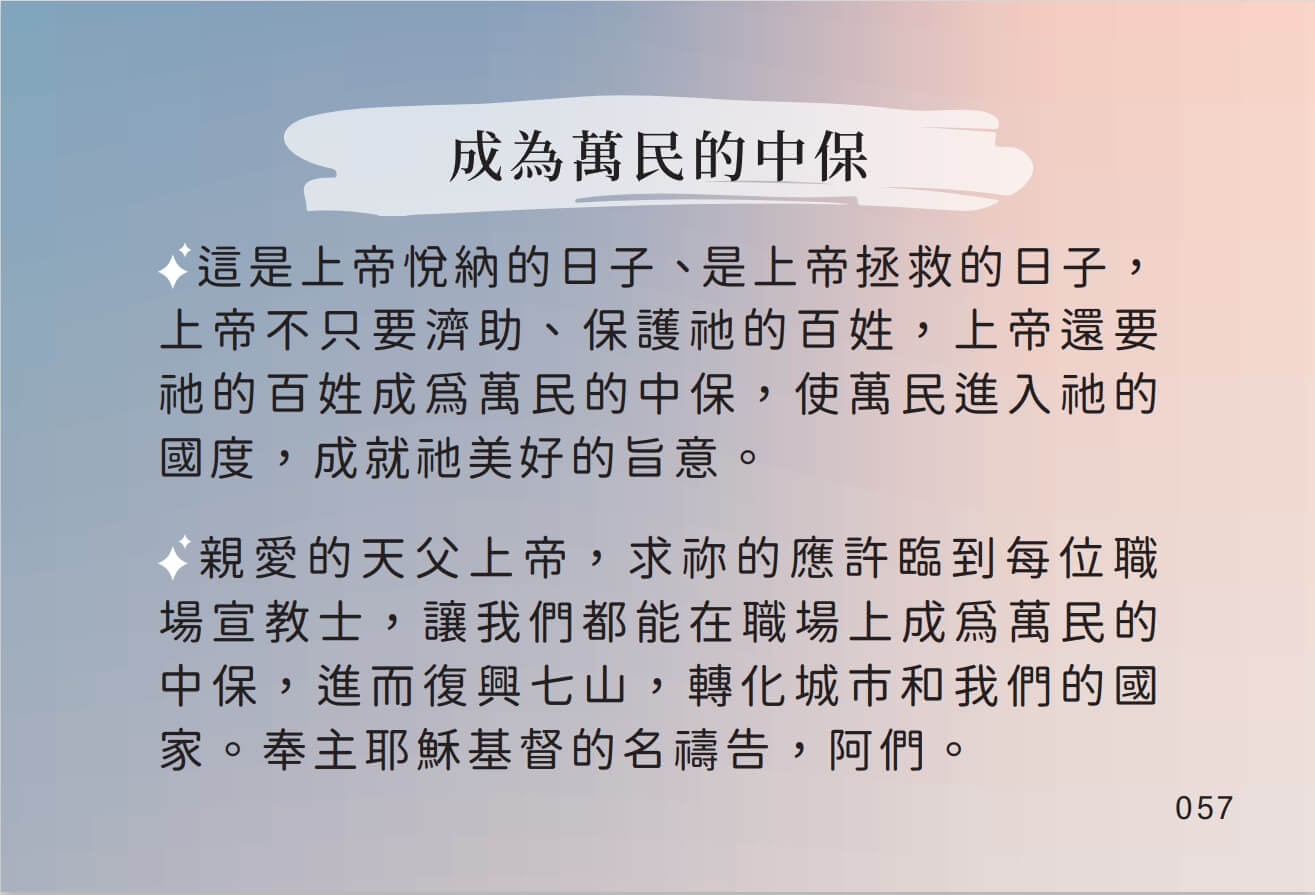 成為萬民的中保
這是上帝悅納的日子、是上帝拯救的日子，
上帝不只要濟助、保護祂的百姓，上帝還要
祂的百姓成爲萬民的中保，使萬民進入祂的
國度，成就祂美好的旨意。
親愛的天父上帝，求祢的應許臨到每位職
場宣教士，讓我們都能在職場上成爲萬民的
中保，進而復興七山，轉化城市和我們的國
家。奉主耶穌基督的名禱告，阿們。
057